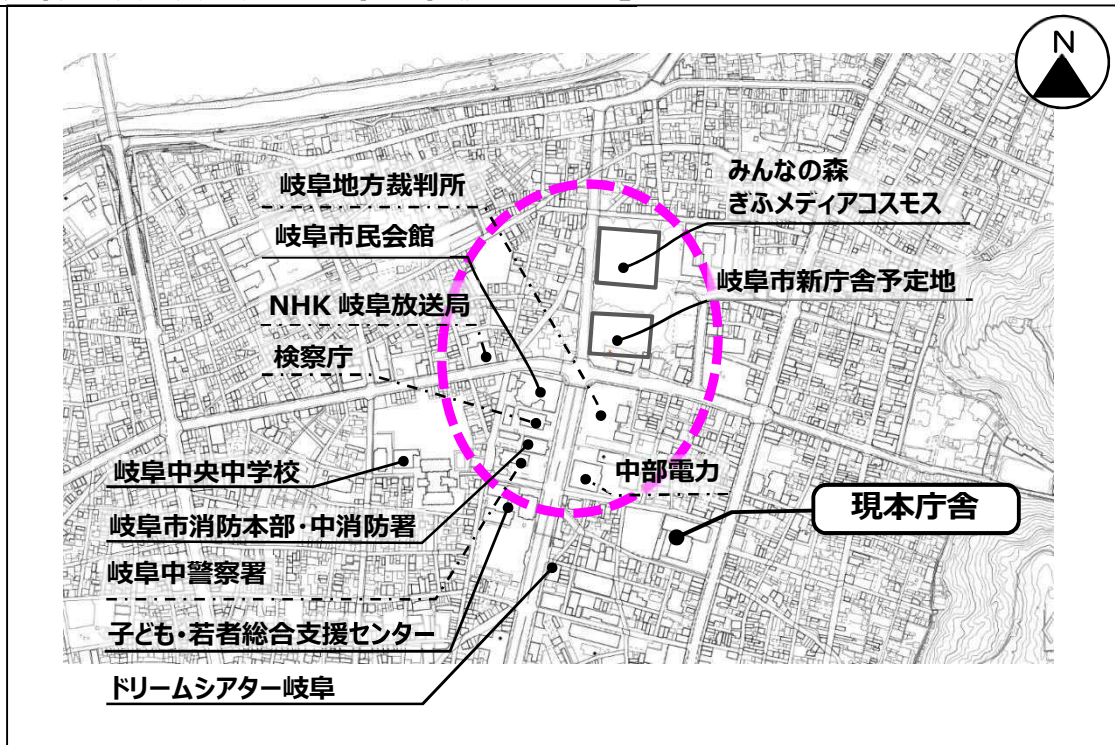 N
みんなの森
ぎふメディアコスモス
岐阜地方裁判所
岐阜市民会館
岐阜市新庁舎予定地
NHK 岐阜放送局
検察庁
岐阜中央中学校
中部電力
現本庁舎
岐阜市消防本部・中消防署
岐阜中警察署
子ども・若者総合支援センター
ドリームシアター岐阜